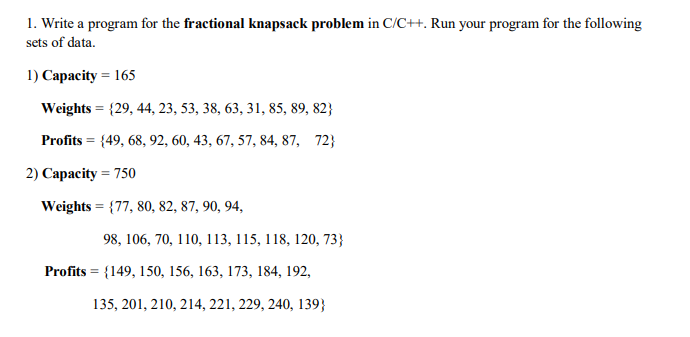 1. Write a program for the fractional knapsack problem in C/C++. Run your program for the following
sets of data.
1) Capacity = 165
Weights = {29, 44, 23, 53, 38, 63, 31, 85, 89, 82}
Profits = {49, 68, 92, 60, 43, 67, 57, 84, 87, 72}
2) Capacity = 750
Weights = {77, 80, 82, 87, 90, 94,
98, 106, 70, 110, 113, 115, 118, 120, 73}
Profits = {149, 150, 156, 163, 173, 184, 192,
135, 201, 210, 214, 221, 229, 240, 139}